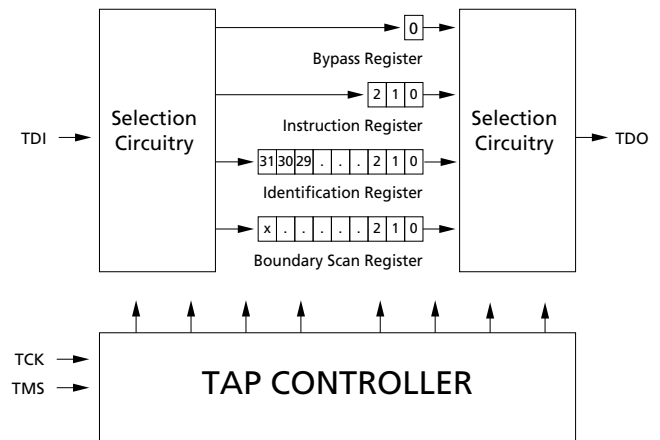 0
Bypass Register
Selection
Circuitry
2 1 0
Selection
Circuitry
TDI
Instruction Register
TDO
31 30 29 . . . 2 1 0
Identification Register
x . . . . . 2 1 0
Boundary Scan Register
TCK
TMS
TAP CONTROLLER